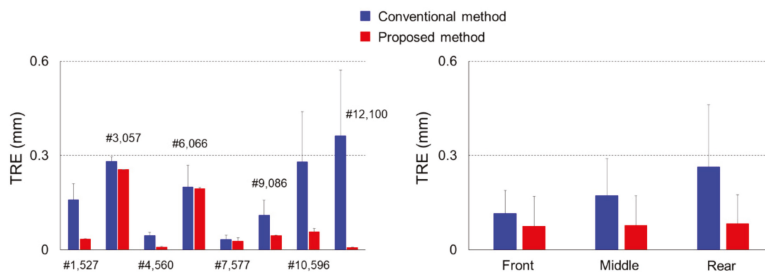 Conventional method
Proposed method
TRE (mm)
0.6
0.3
0
#3,057
#6,066
#9,086
#12,100
#1,527
#4,560
#7,577
#10,596
TRE (mm)
0.6
0.3
0
Front
Middle
Rear